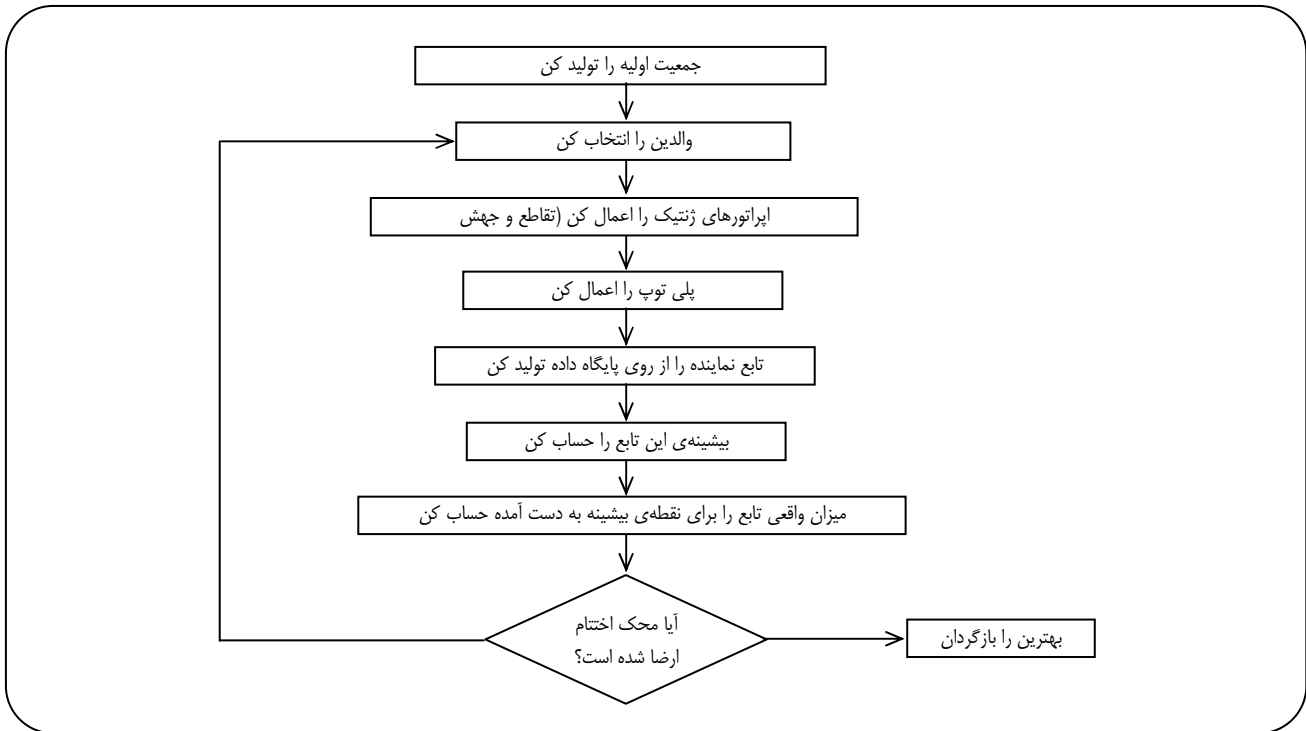 جمعیت اولیه را تولید کن
والدین را انتخاب کن
اپراتورهای ژنتیک را اعمال کن (تقاطع و جهش
پلی توپ را اعمال کن
تابع نماینده را از روی پایگاه داده تولید کن
بیشینه‌ی این تابع را حساب کن
میزان واقعی تابع را برای نقطه‌ی بیشینه به دست آمده حساب کن
آیا محک اختتام
ارضا شده است؟
بهترین را بازگردان